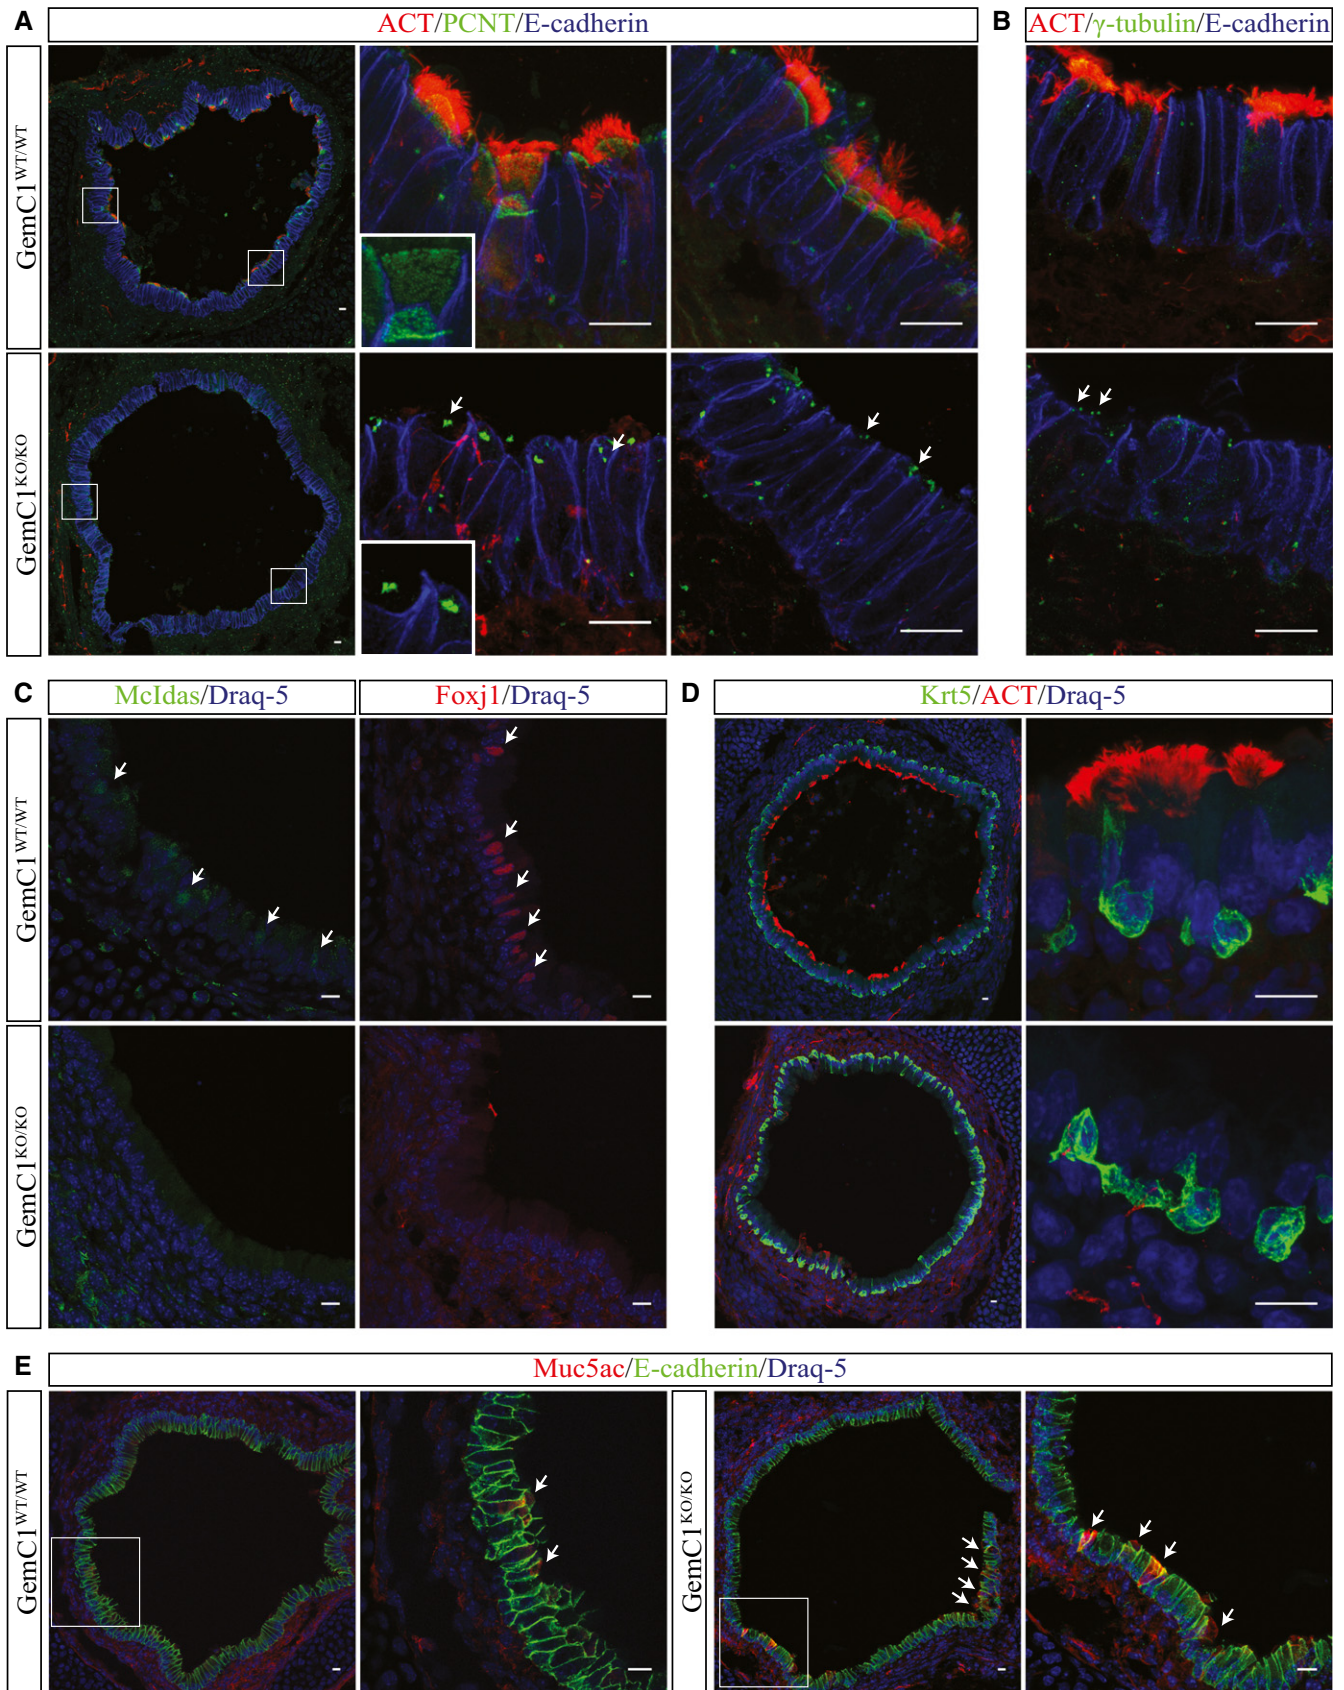 A
ACT/PCNT/E-cadherin
B
ACT/γ-tubulin/E-cadherin
GemC1WT/WT
GemC1KO/KO
C
McIdas/Draq-5
Foxj1/Draq-5
D
Krt5/ACT/Draq-5
GemC1WT/WT
GemC1KO/KO
E
Muc5ac/E-cadherin/Draq-5
GemC1WT/WT
GemC1KO/KO